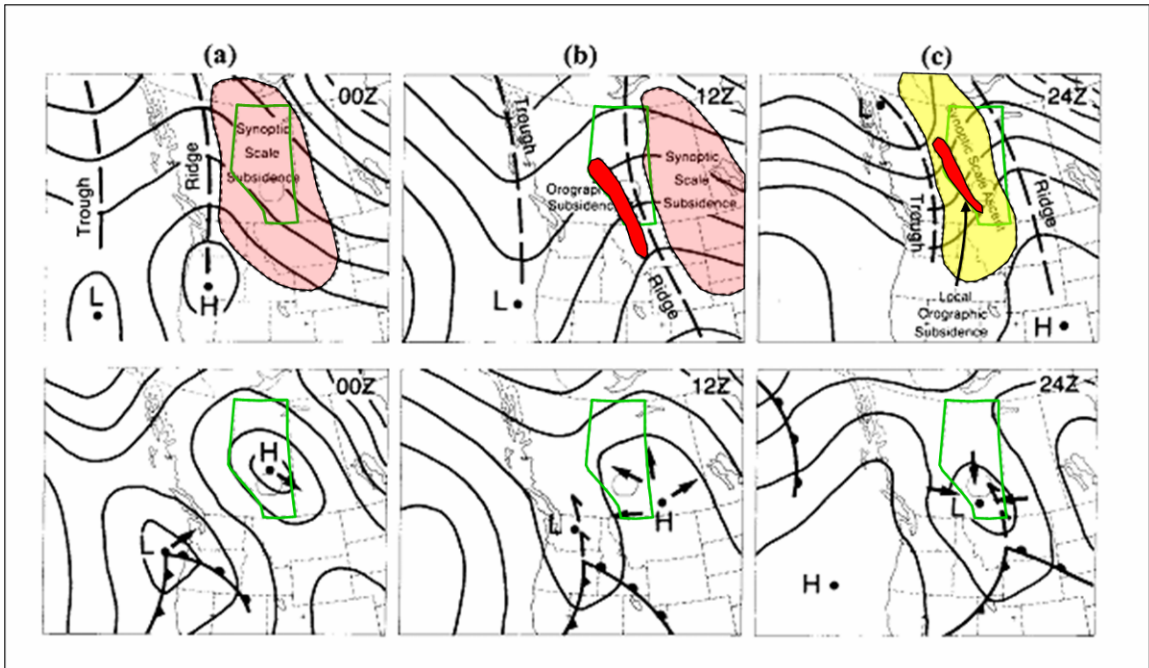 (a)
(b)
(c)
00Z
Synoptic
Scale
Subsidence
Ridge
Trough
L
H
12Z
Trough
Orographic
Subsidence
Synoptic
Scale
Subsidence
Ridge
L
24Z
L
Synoptic Scale Ascent
Trough
Ridge
Local
Orographic
Subsidence
H
00Z
H
L
12Z
L
H
24Z
L
H